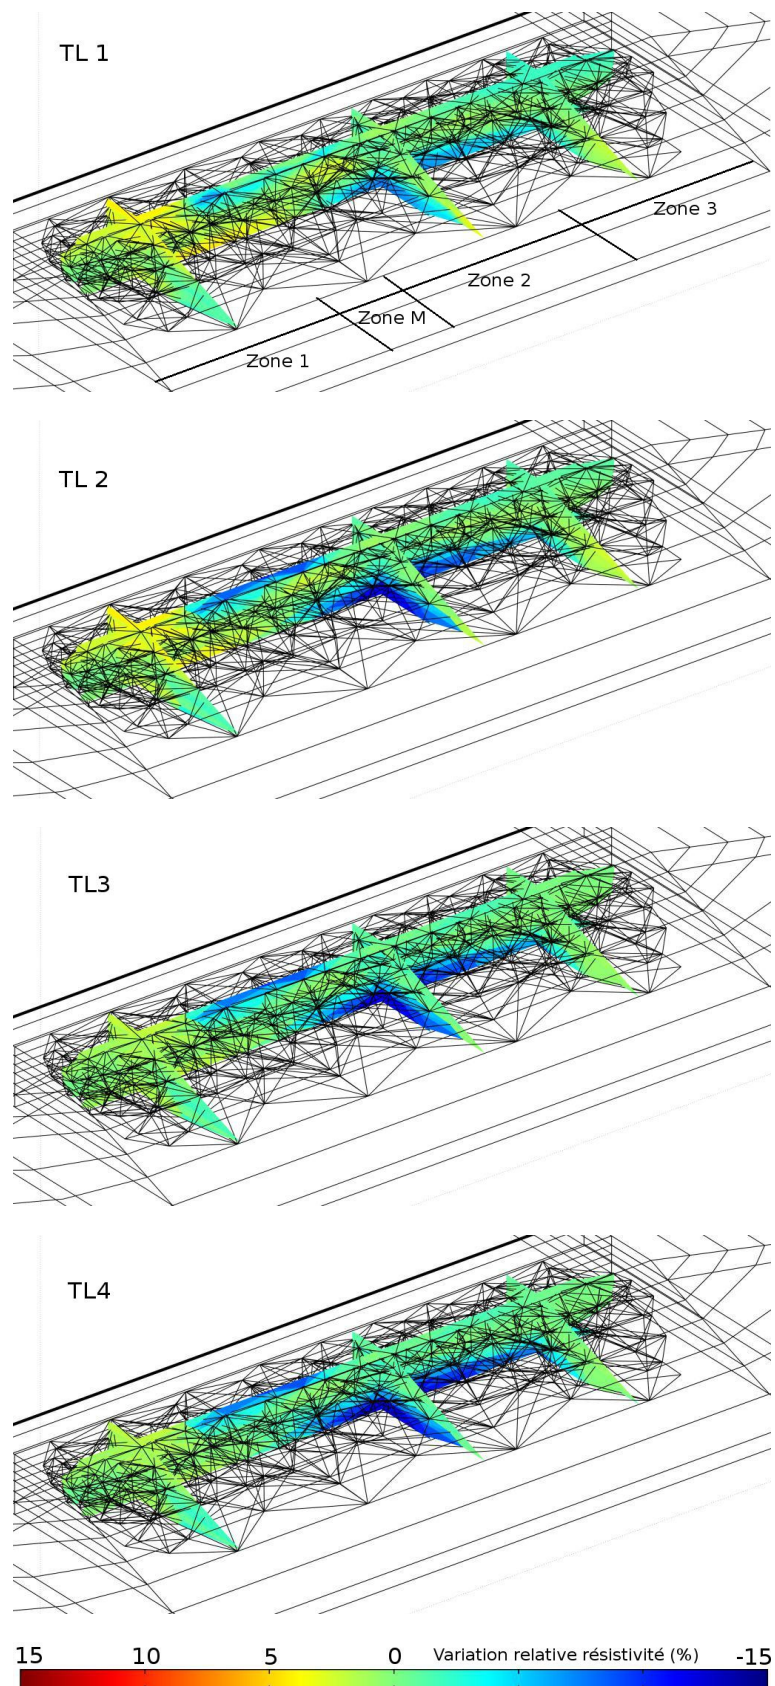 TL 1
Zone 3
Zone 2
Zone M
Zone 1
TL 2
TL3
TL4
15 10 5 0 Variation relative résistivité (%) -15